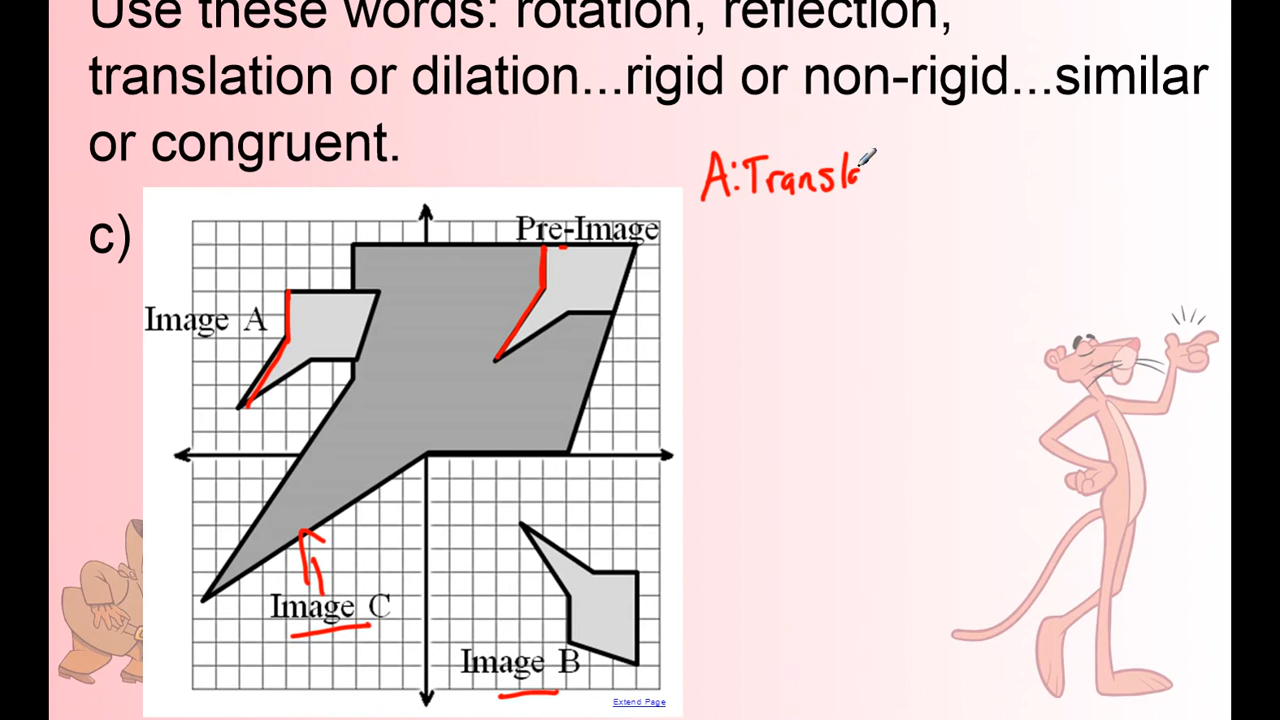 Use these words: rotation, reflection,
translation or dilation...rigid or non-rigid...similar
or congruent.
A: Transla
c)
Pre-Image
Image A
Image C
Image B
Extend Page